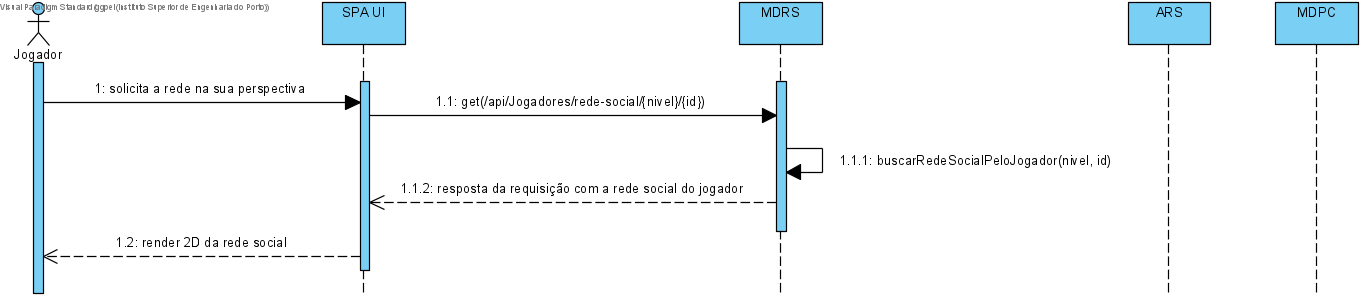 Visual Paradigm Standard(ggpel(Instituto Superior de Engenharia do Porto))
Jogador
SPA UI
MDRS
ARS
MDPC
1: solicita a rede na sua perspectiva
1.1: get(/api/Jogadores/rede-social/{nivel}/{id})
1.1.1: buscarRedeSocialPeloJogador(nivel, id)
1.1.2: resposta da requisição com a rede social do jogador
1.2: render 2D da rede social